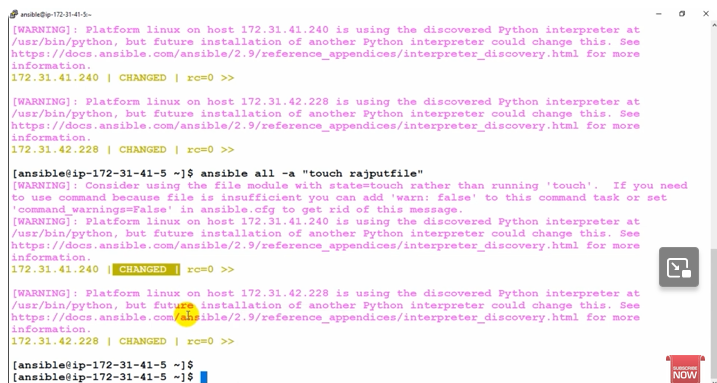 ansible@ip-172-31-41-5:~
[WARNING]: Platform linux on host 172.31.41.240 is using the discovered Python interpreter at
/usr/bin/python, but future installation of another Python interpreter could change this. See
https://docs.ansible.com/ansible/2.9/reference_appendices/interpreter_discovery.html for more
information.
172.31.41.240 | CHANGED | rc=0 >>
[WARNING]: Platform linux on host 172.31.42.228 is using the discovered Python interpreter at
/usr/bin/python, but future installation of another Python interpreter could change this. See
https://docs.ansible.com/ansible/2.9/reference_appendices/interpreter_discovery.html for more
information.
172.31.42.228 | CHANGED | rc=0 >>
[ansible@ip-172-31-41-5 ~]$ ansible all -a "touch rajputfile"
[WARNING]: Consider using the file module with state=touch rather than running 'touch'.  If you need
to use command because file is insufficient you can add 'warn: false' to this command task or set
'command_warnings=False' in ansible.cfg to get rid of this message.
[WARNING]: Platform linux on host 172.31.41.240 is using the discovered Python interpreter at
/usr/bin/python, but future installation of another Python interpreter could change this. See
https://docs.ansible.com/ansible/2.9/reference_appendices/interpreter_discovery.html for more
information.
172.31.41.240 | CHANGED | rc=0 >>
[WARNING]: Platform linux on host 172.31.42.228 is using the discovered Python interpreter at
/usr/bin/python, but future installation of another Python interpreter could change this. See
https://docs.ansible.com/ansible/2.9/reference_appendices/interpreter_discovery.html for more
information.
172.31.42.228 | CHANGED | rc=0 >>
[ansible@ip-172-31-41-5 ~]$
[ansible@ip-172-31-41-5 ~]$
SUBSCRIBE
NOW